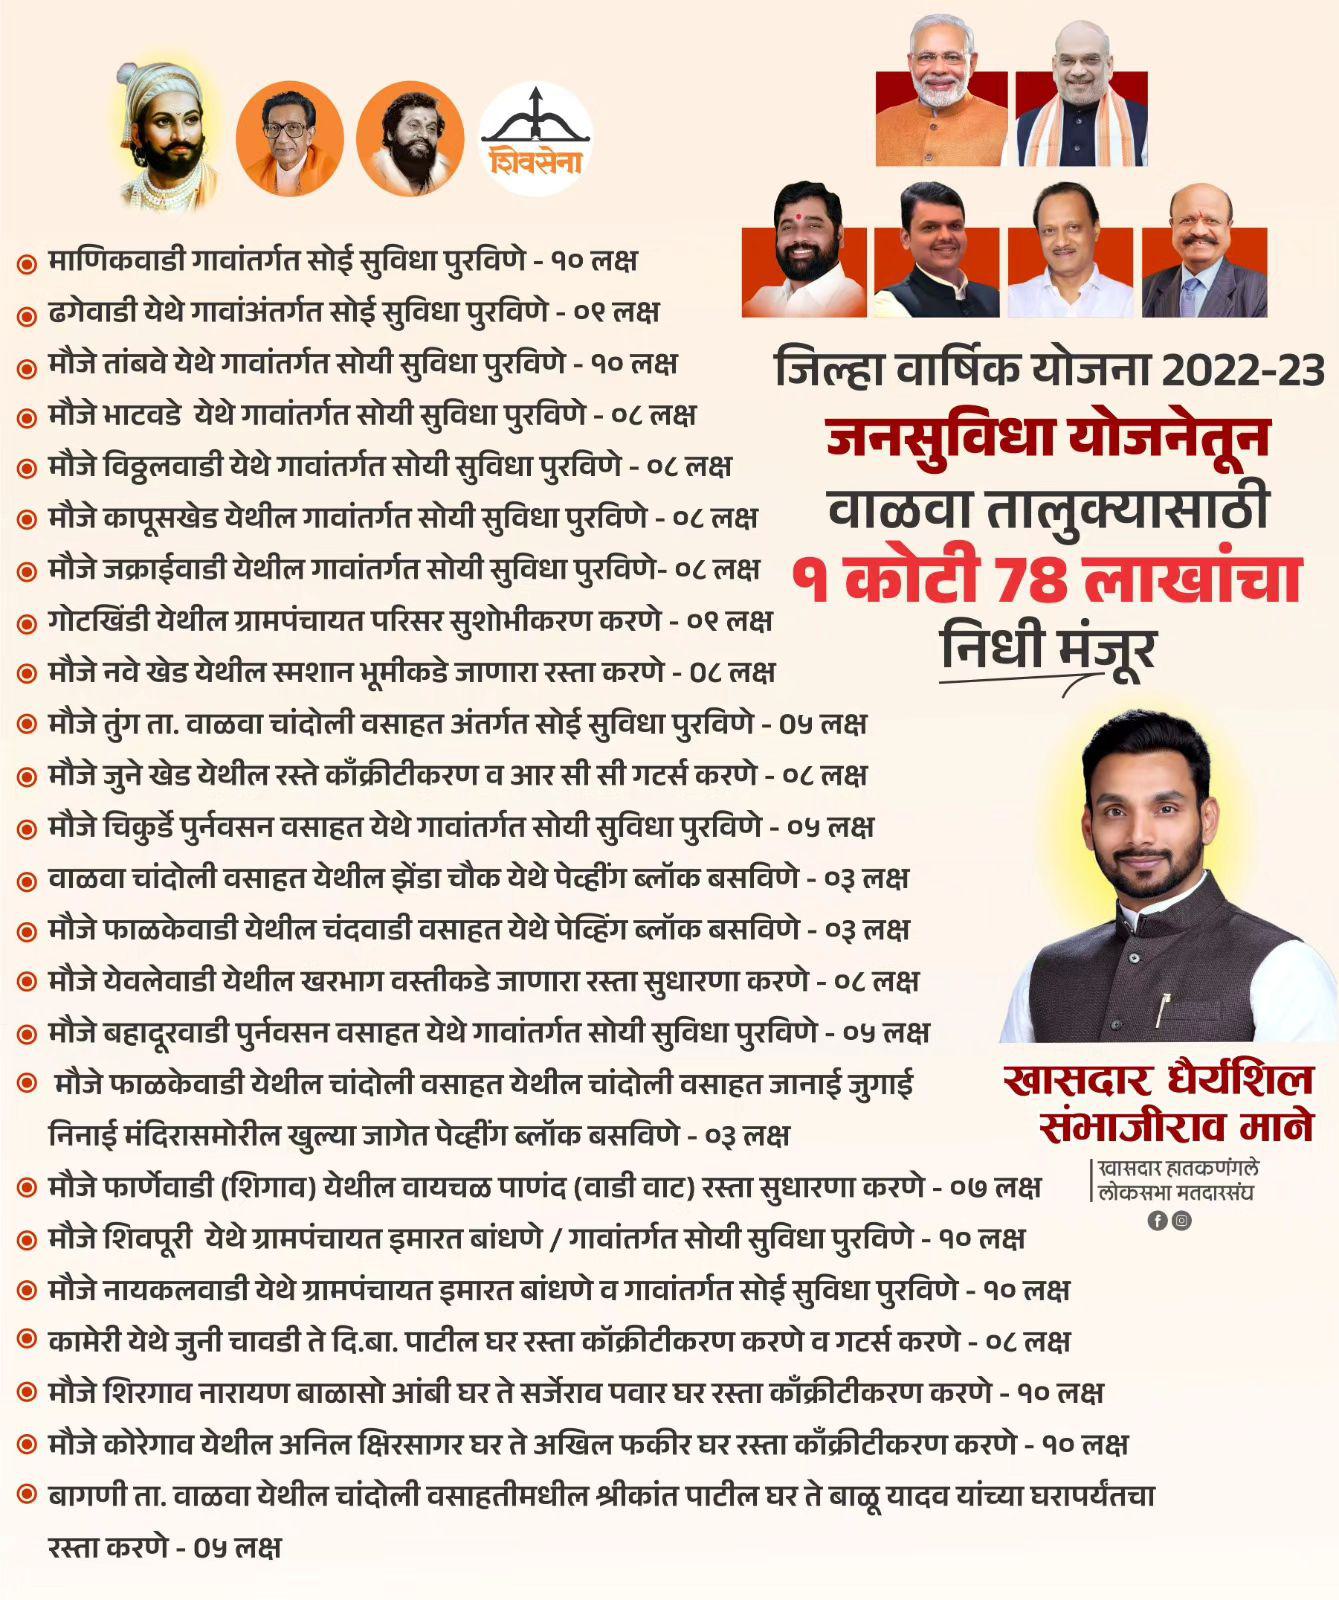 शिवसेना
माणिकवाडी गावांतर्गत सोई सुविधा पुरविणे - १० लक्ष
ढगेवाडी येथे गावांअंतर्गत सोई सुविधा पुरविणे - ०९ लक्ष
मौजे तांबवे येथे गावांतर्गत सोयी सुविधा पुरविणे - १० लक्ष
मौजे भाटवडे येथे गावांतर्गत सोयी सुविधा पुरविणे - ०८ लक्ष
मौजे विठ्ठलवाडी येथे गावांतर्गत सोयी सुविधा पुरविणे - ०८ लक्ष
मौजे कापूसखेड येथील गावांतर्गत सोयी सुविधा पुरविणे - ०८ लक्ष
मौजे जक्राईवाडी येथील गावांतर्गत सोयी सुविधा पुरविणे- ०८ लक्ष
गोटखिंडी येथील ग्रामपंचायत परिसर सुशोभीकरण करणे - ०९ लक्ष
मौजे नवे खेड येथील स्मशान भूमीकडे जाणारा रस्ता करणे - 0८ लक्ष
मौजे तुंग ता. वाळवा चांदोली वसाहत अंतर्गत सोई सुविधा पुरविणे - 0५ लक्ष
मौजे जुने खेड येथील रस्ते काँक्रीटीकरण व आर सी सी गटर्स करणे - ०८ लक्ष
मौजे चिकुर्डे पुर्नवसन वसाहत येथे गावांतर्गत सोयी सुविधा पुरविणे - ०५ लक्ष
वाळवा चांदोली वसाहत येथील झेंडा चौक येथे पेव्हींग ब्लॉक बसविणे - ०३ लक्ष
मौजे फाळकेवाडी येथील चंदवाडी वसाहत येथे पेव्हिंग ब्लॉक बसविणे - ०३ लक्ष
मौजे येवलेवाडी येथील खरभाग वस्तीकडे जाणारा रस्ता सुधारणा करणे - ०८ लक्ष
मौजे बहादूरवाडी पुर्नवसन वसाहत येथे गावांतर्गत सोयी सुविधा पुरविणे - ०५ लक्ष
मौजे फाळकेवाडी येथील चांदोली वसाहत येथील चांदोली वसाहत जानाई जुगाई
निनाई मंदिरासमोरील खुल्या जागेत पेव्हींग ब्लॉक बसविणे - ०३ लक्ष
मौजे फार्णेवाडी (शिगाव) येथील वायचळ पाणंद (वाडी वाट) रस्ता सुधारणा करणे - ०७ लक्ष
मौजे शिवपूरी येथे ग्रामपंचायत इमारत बांधणे / गावांतर्गत सोयी सुविधा पुरविणे - १० लक्ष
मौजे नायकलवाडी येथे ग्रामपंचायत इमारत बांधणे व गावांतर्गत सोई सुविधा पुरविणे - १० लक्ष
कामेरी येथे जुनी चावडी ते दि.बा. पाटील घर रस्ता कॉक्रीटीकरण करणे व गटर्स करणे - ०८ लक्ष
मौजे शिरगाव नारायण बाळासो आंबी घर ते सर्जेराव पवार घर रस्ता काँक्रीटीकरण करणे - १० लक्ष
मौजे कोरेगाव येथील अनिल क्षिरसागर घर ते अखिल फकीर घर रस्ता काँक्रीटीकरण करणे - १० लक्ष
बागणी ता. वाळवा येथील चांदोली वसाहतीमधील श्रीकांत पाटील घर ते बाळू यादव यांच्या घरापर्यंतचा
रस्ता करणे - 0५ लक्ष
जिल्हा वार्षिक योजना 2022-23
जनसुविधा योजनेतून
वाळवा तालुक्यासाठी
१ कोटी 78 लाखांचा
निधी मंजूर
खासदार धैर्यशिल
संभाजीराव माने
खासदार हातकणंगले
लोकसभा मतदारसंघ